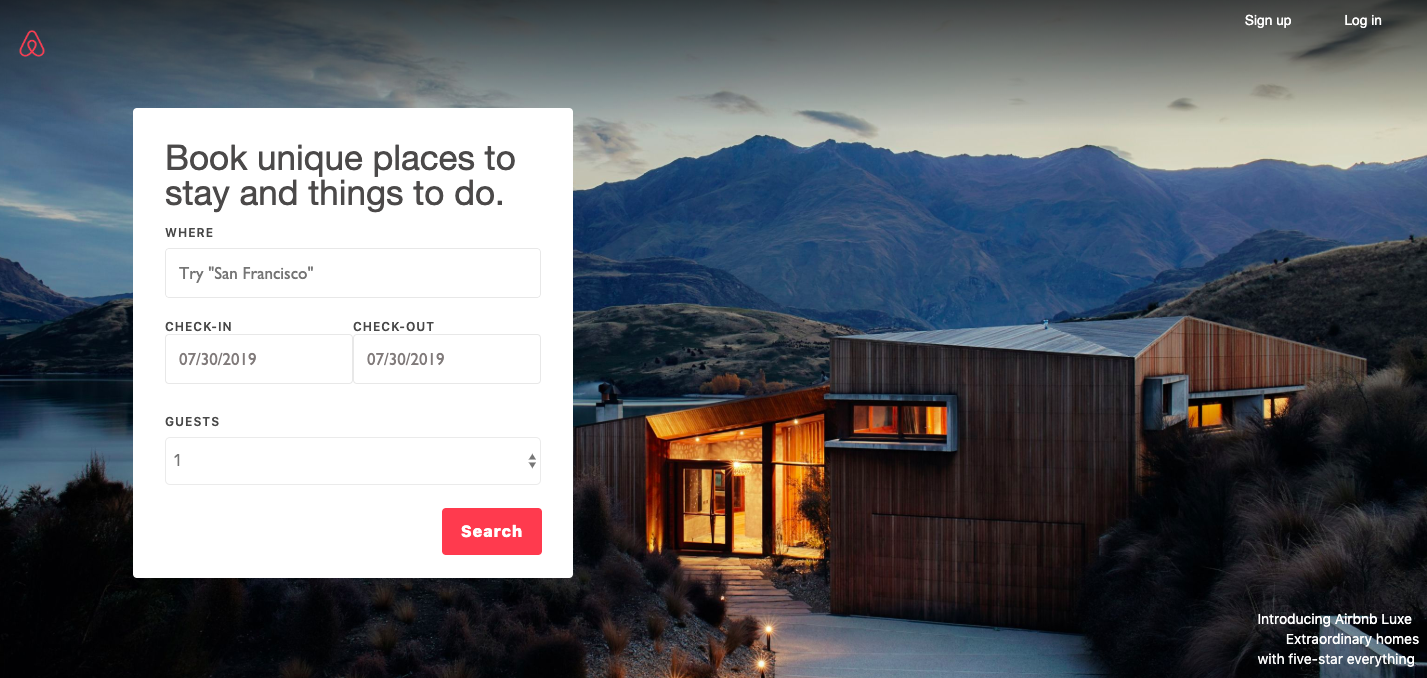 Sign up Log in
Book unique places to
stay and things to do.
WHERE
Try "San Francisco"
CHECK-IN CHECK-OUT
07/30/2019 07/30/2019
GUESTS
1
Search
Introducing Airbnb Luxe
Extraordinary homes
with five-star everything